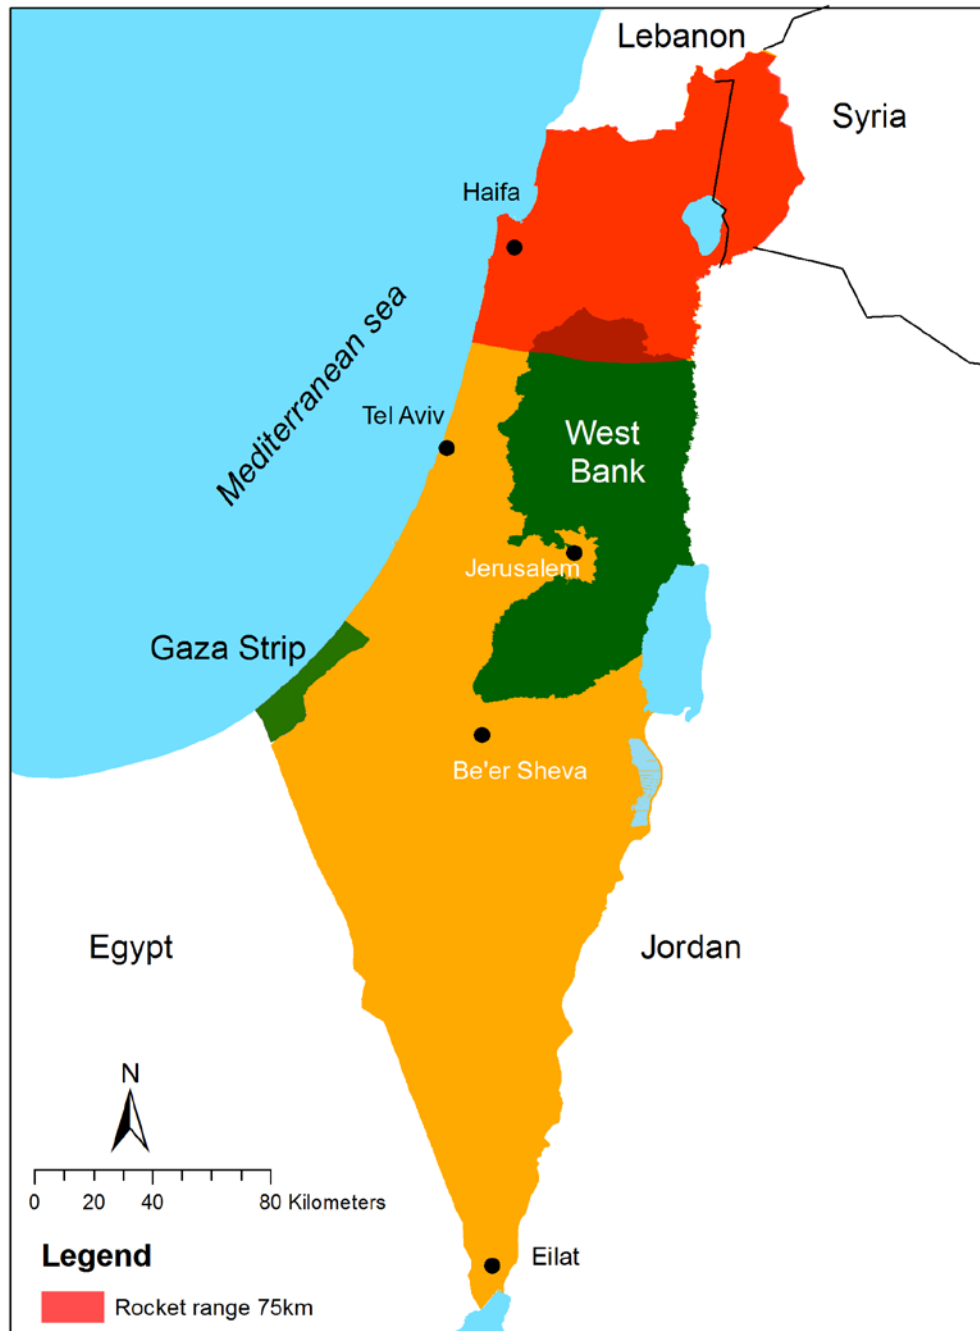 Lebanon
Syria
Haifa
Mediterranean sea
Tel Aviv
West
Bank
Jerusalem
Gaza Strip
Be'er Sheva
Egypt
Jordan
N
0 20 40 80 Kilometers
Eilat
Legend
Rocket range 75km